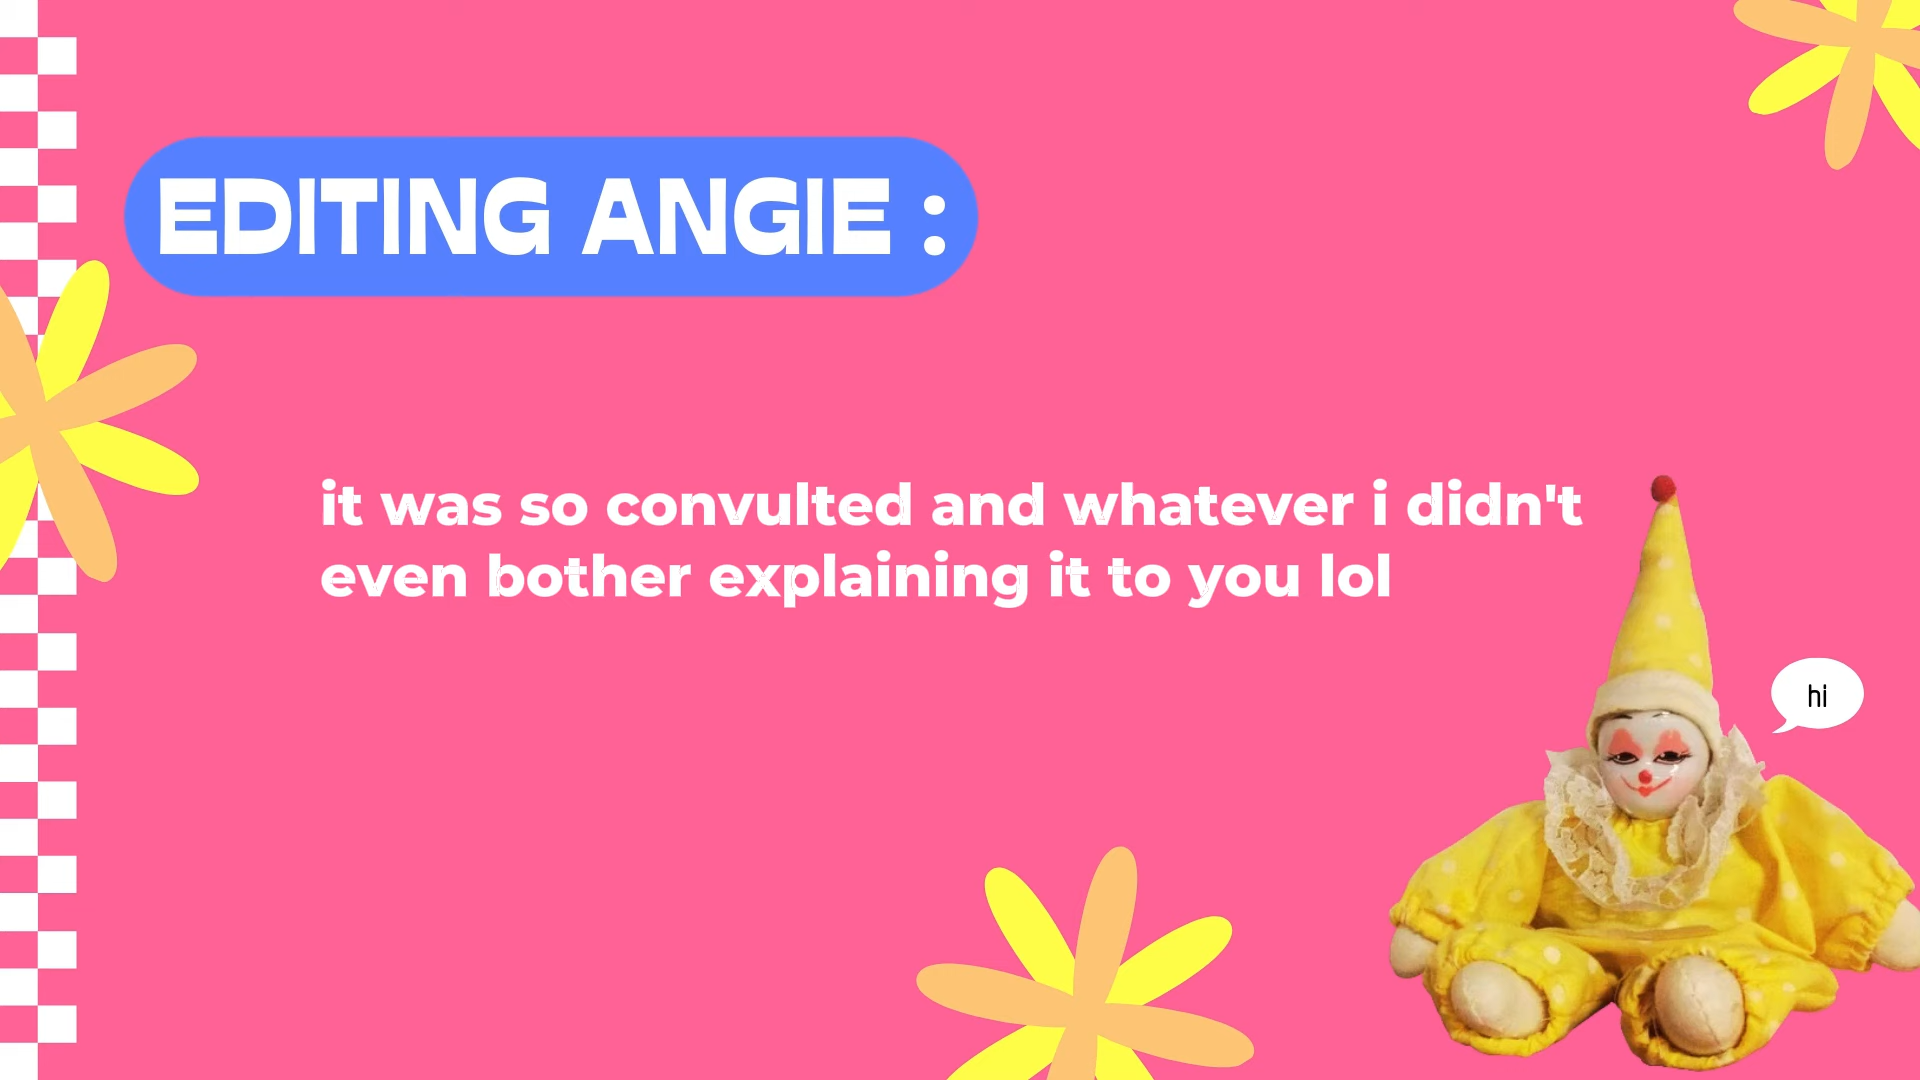 EDITING ANGIE :
it was so convulted and whatever i didn't
even bother explaining it to you lol
hi